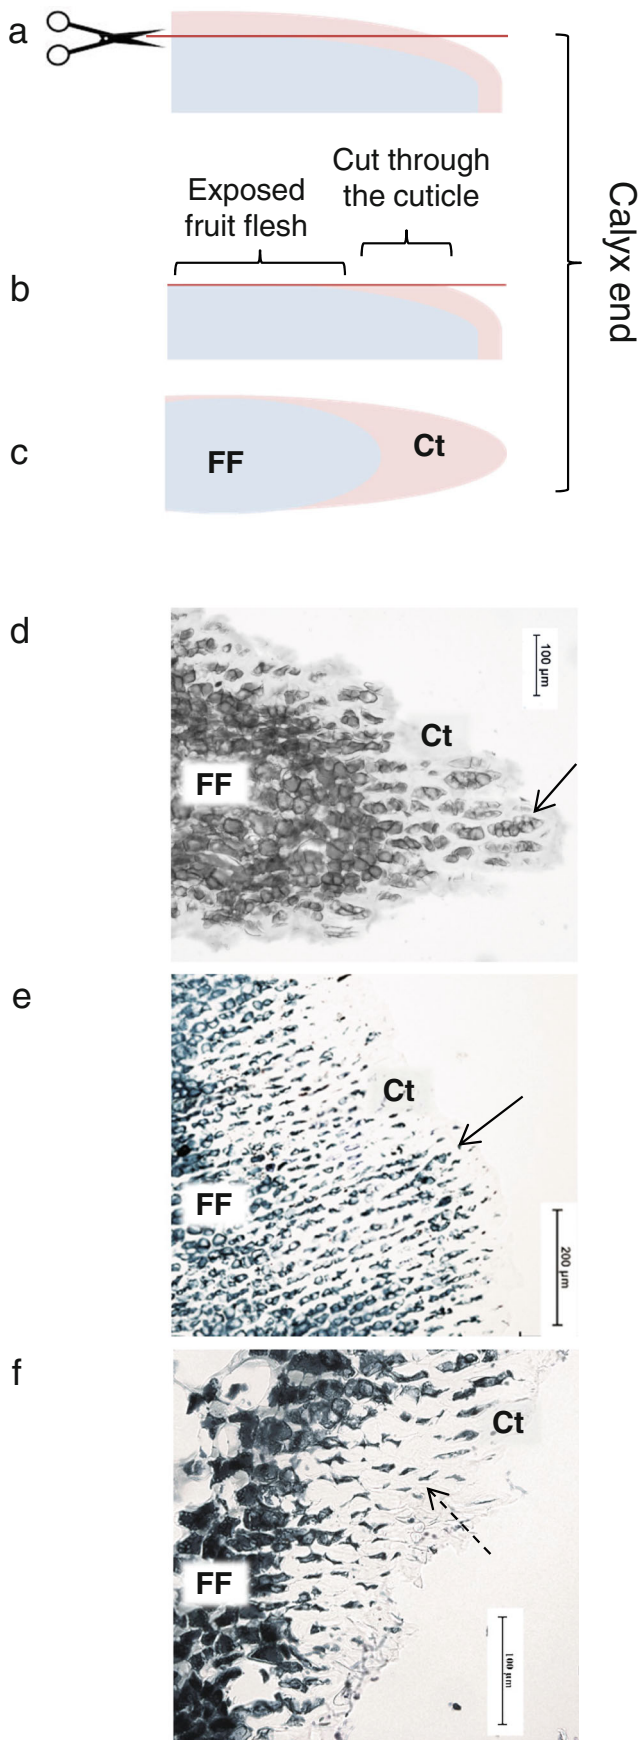 a
Cut through
the cuticle
Exposed
fruit flesh
Calyx end
b
c
FF
Ct
d
100 µm
Ct
FF
e
Ct
FF
200 µm
f
Ct
FF
100 µm